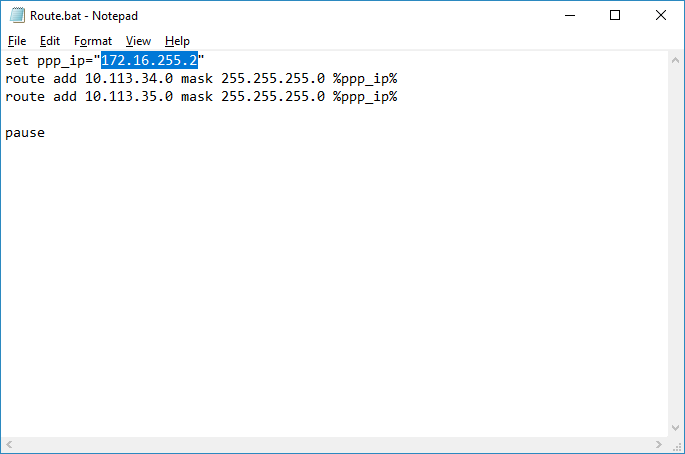 Route.bat - Notepad
File Edit Format View Help
set ppp_ip="172.16.255.2"
route add 10.113.34.0 mask 255.255.255.0 %ppp_ip%
route add 10.113.35.0 mask 255.255.255.0 %ppp_ip%
pause